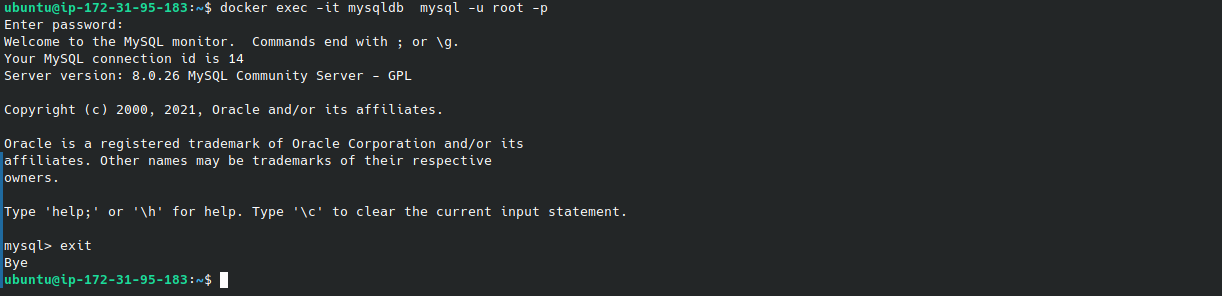 ubuntu@ip-172-31-95-183:~$ docker exec -it mysqldb  mysql -u root -p
Enter password:
Welcome to the MySQL monitor.  Commands end with ; or \g.
Your MySQL connection id is 14
Server version: 8.0.26 MySQL Community Server - GPL

Copyright (c) 2000, 2021, Oracle and/or its affiliates.

Oracle is a registered trademark of Oracle Corporation and/or its
affiliates. Other names may be trademarks of their respective
owners.

Type 'help;' or '\h' for help. Type '\c' to clear the current input statement.

mysql> exit
Bye
ubuntu@ip-172-31-95-183:~$